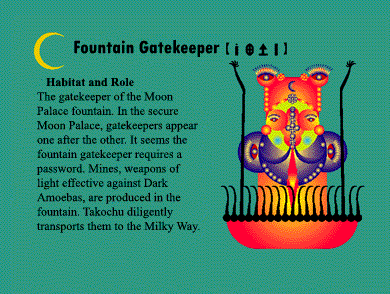 Fountain Gatekeeper
Habitat and Role
The gatekeeper of the Moon
Palace fountain. In the secure
Moon Palace, gatekeepers appear
one after the other. It seems the
fountain gatekeeper requires a
password. Mines, weapons of
light effective against Dark
Amoebas, are produced in the
fountain. Takochu diligently
transports them to the Milky Way.